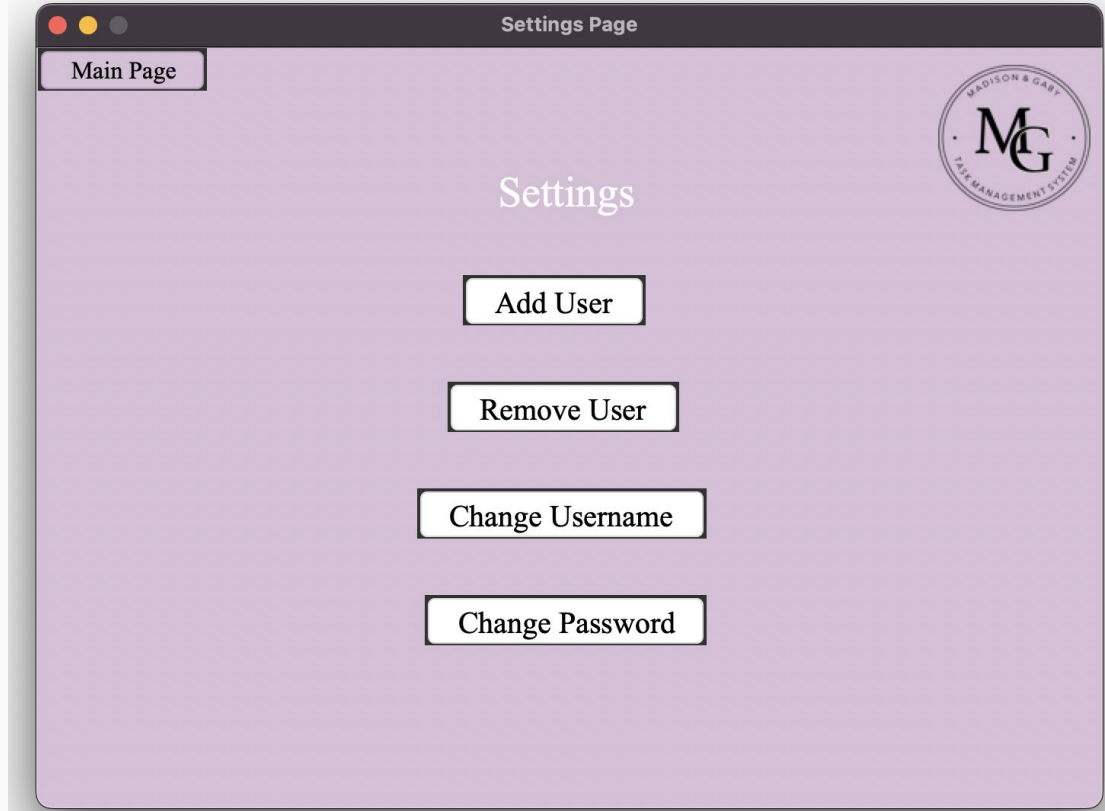 Settings Page
Main Page
MADISON & GABY
MG
TASK MANAGEMENT SYSTEM
Settings
Add User
Remove User
Change Username
Change Password